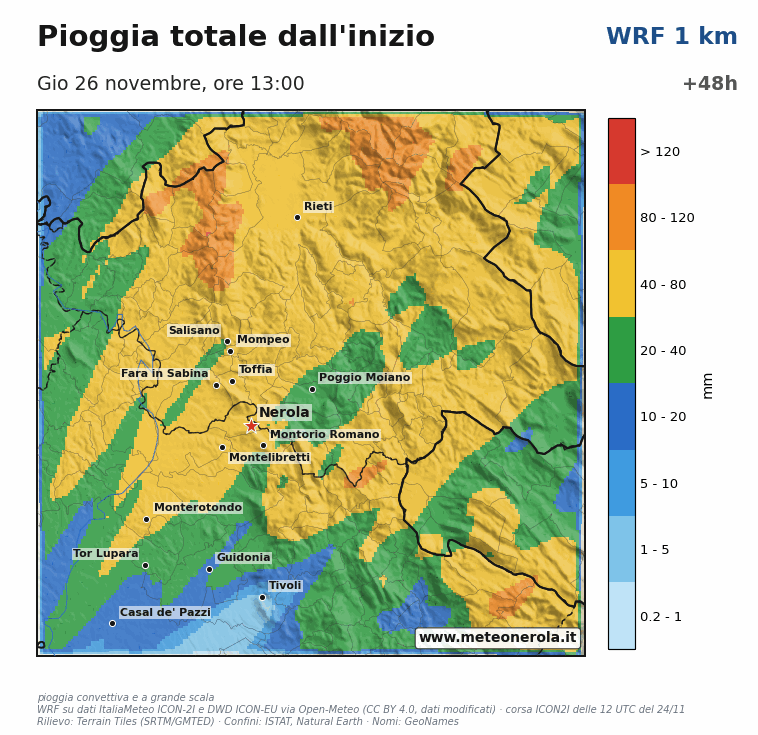 Pioggia totale dall'inizio
WRF 1 km
Gio 26 novembre, ore 13:00
+48h
> 120
80 - 120
40 - 80
20 - 40
10 - 20
5 - 10
1 - 5
0.2 - 1
mm
Rieti
Salisano
Mompeo
Fara in Sabina
Toffia
Poggio Moiano
Nerola
Montorio Romano
Montelibretti
Monterotondo
Tor Lupara
Guidonia
Tivoli
Casal de' Pazzi
www.meteonerola.it
pioggia convettiva e a grande scala
WRF su dati ItaliaMeteo ICON-2I e DWD ICON-EU via Open-Meteo (CC BY 4.0, dati modificati) · corsa ICON2I delle 12 UTC del 24/11
Rilievo: Terrain Tiles (SRTM/GMTED) · Confini: ISTAT, Natural Earth · Nomi: GeoNames